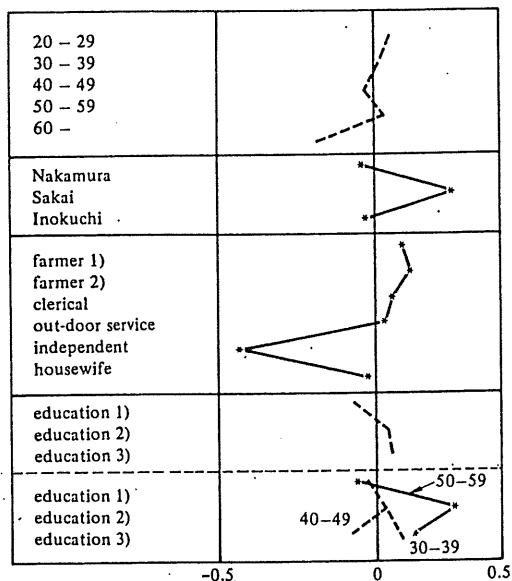 20 – 29
30 – 39
40 – 49
50 – 59
60 –
Nakamura
Sakai
Inokuchi
farmer 1)
farmer 2)
clerical
out-door service
independent
housewife
education 1)
education 2)
education 3)
education 1)
50–59
education 2)
40–49
education 3)
30–39
−0.5
0
0.5